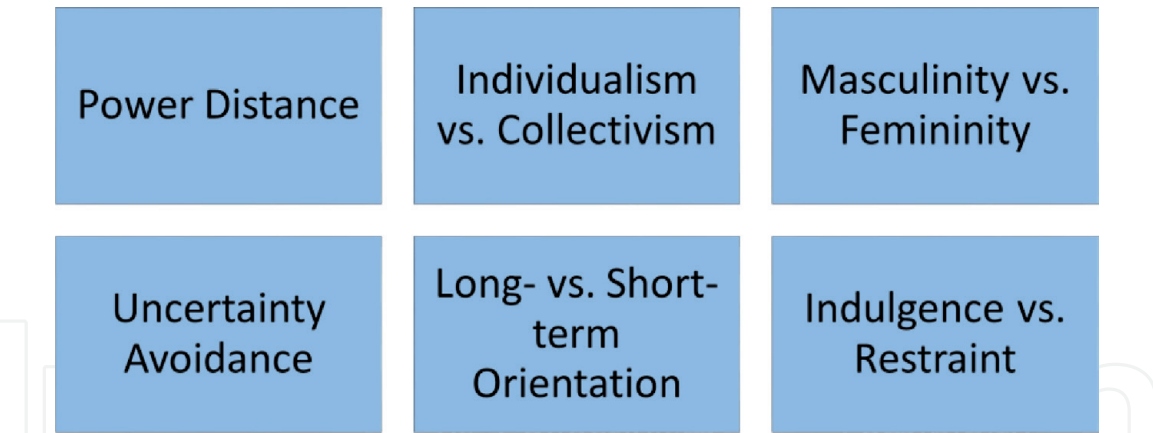 Power Distance
Individualism
vs. Collectivism
Masculinity vs.
Femininity
Uncertainty
Avoidance
Long- vs. Short-
term
Orientation
Indulgence vs.
Restraint